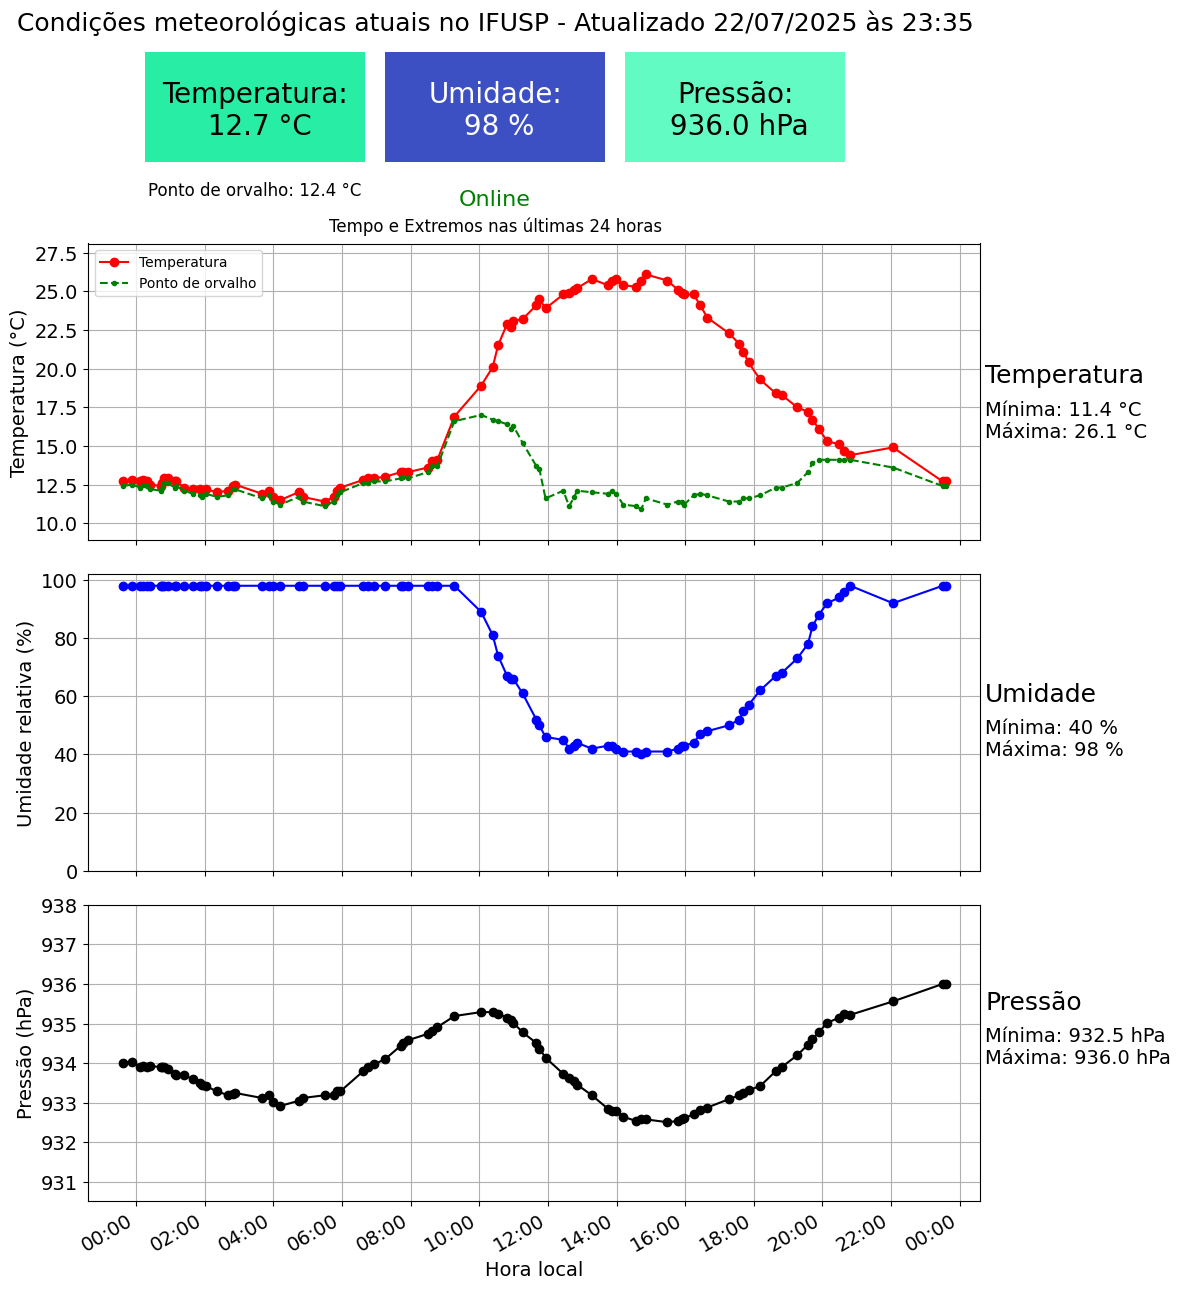 Condições meteorológicas atuais no IFUSP - Atualizado 22/07/2025 às 23:35
Temperatura:
12.7 °C
Umidade:
98 %
Pressão:
936.0 hPa
Ponto de orvalho: 12.4 °C
Online
Tempo e Extremos nas últimas 24 horas
Temperatura
Ponto de orvalho
Temperatura (°C)
27.5
25.0
22.5
20.0
17.5
15.0
12.5
10.0
Temperatura
Mínima: 11.4 °C
Máxima: 26.1 °C
Umidade relativa (%)
100
80
60
40
20
0
Umidade
Mínima: 40 %
Máxima: 98 %
Pressão (hPa)
938
937
936
935
934
933
932
931
Pressão
Mínima: 932.5 hPa
Máxima: 936.0 hPa
00:00 02:00 04:00 06:00 08:00 10:00 12:00 14:00 16:00 18:00 20:00 22:00 00:00
Hora local